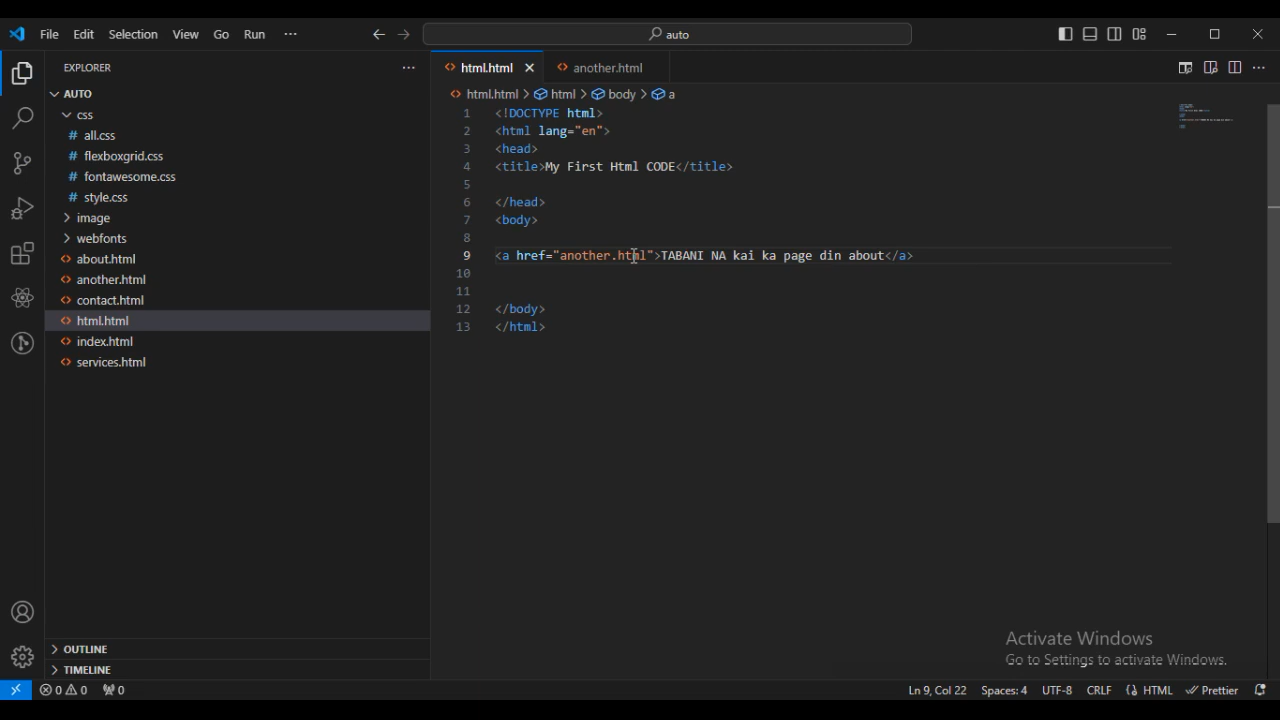 File Edit Selection View Go Run ···
auto
EXPLORER ···
html.html
another.html
AUTO
html.html > html > body > a
css
all.css
flexboxgrid.css
fontawesome.css
style.css
image
webfonts
about.html
another.html
contact.html
html.html
index.html
services.html
1 <!DOCTYPE html>
2 <html lang="en">
3 <head>
4 <title>My First Html CODE</title>
5
6 </head>
7 <body>
8
9 <a href="another.html">TABANI NA kai ka page din about</a>
10
11
12 </body>
13 </html>
OUTLINE
TIMELINE
Activate Windows
Go to Settings to activate Windows.
0 0 0 Ln 9, Col 22 Spaces: 4 UTF-8 CRLF HTML Prettier